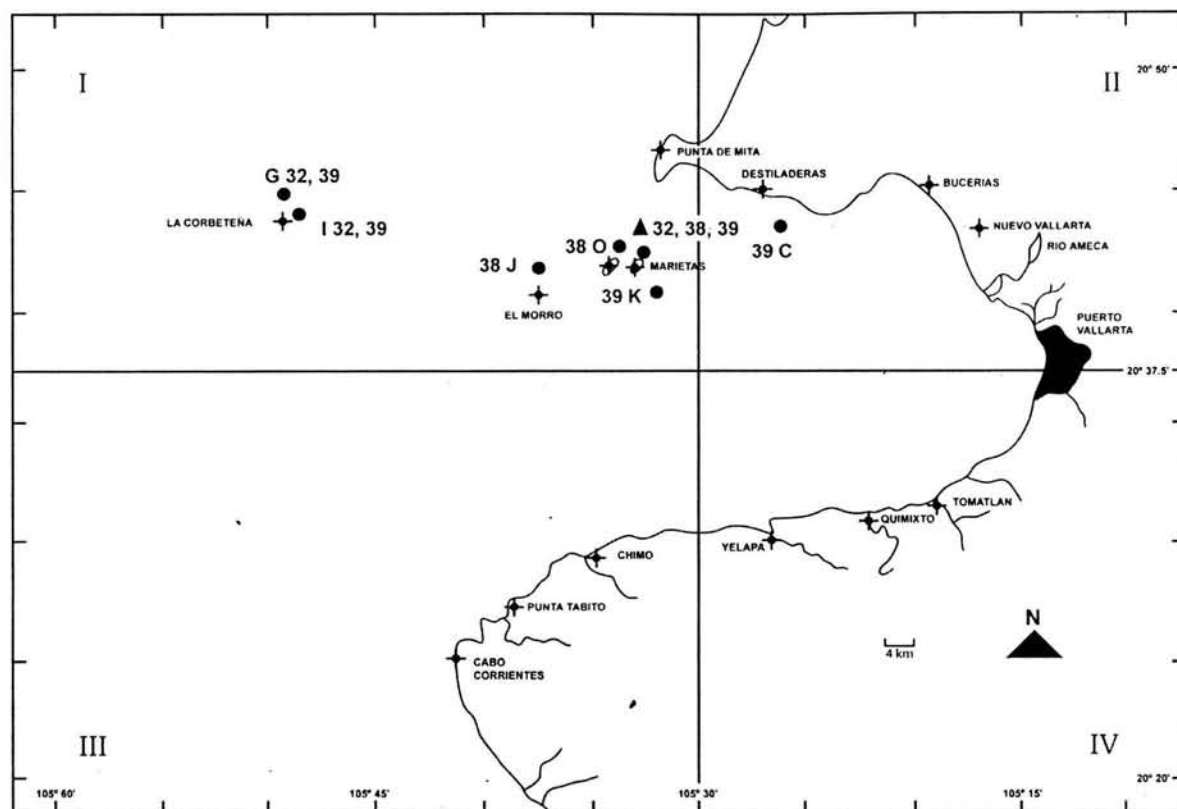 I
II
20° 50'
PUNTA DE MITA
DESTILADERAS
BUCERIAS
G 32, 39
LA CORBETEÑA
I 32, 39
32, 38, 39
39 C
NUEVO VALLARTA
RIO AMECA
38 O
38 J
MARIETAS
39 K
EL MORRO
PUERTO
VALLARTA
20° 37.5'
TOMATLAN
QUIMIXTO
YELAPA
CHIMO
PUNTA TABITO
N
4 km
CABO
CORRIENTES
III
IV
20° 20'
105° 60'
105° 45'
105° 30'
105° 15'